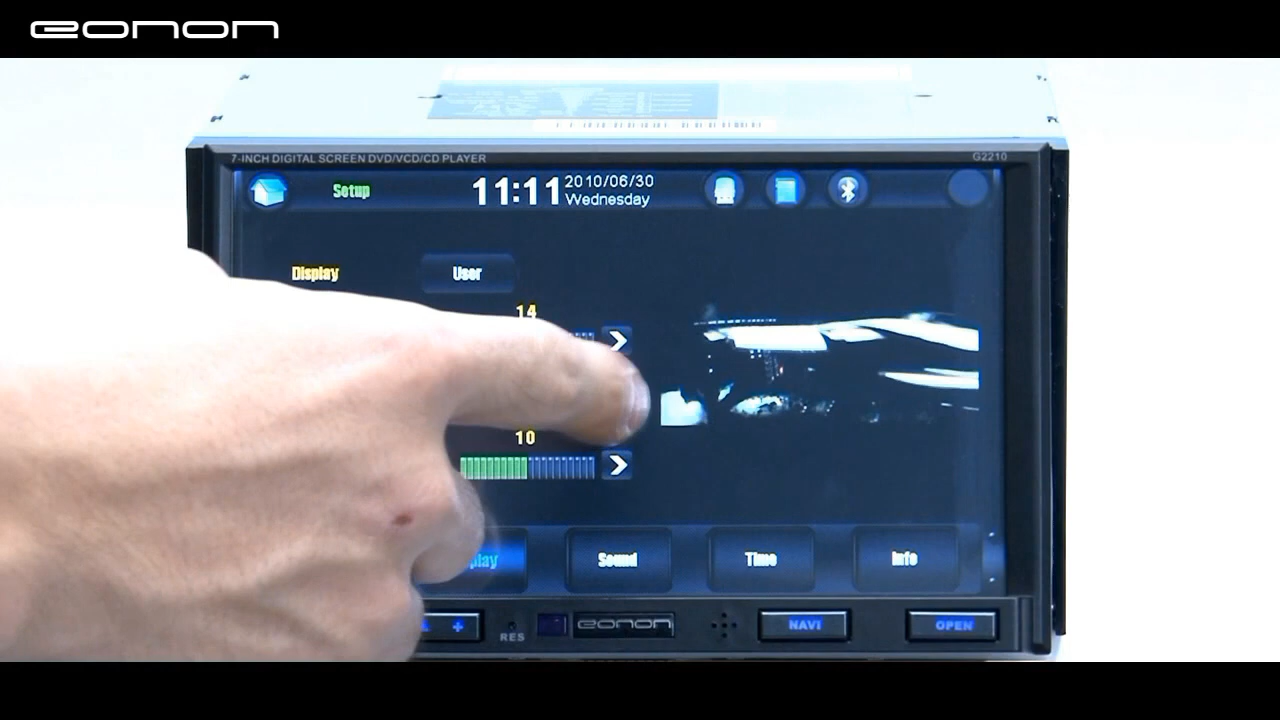 eonon
7-INCH DIGITAL SCREEN DVD/VCD/CD PLAYER
G2210
Setup
11:11
2010/06/30
Wednesday
Display
User
14
>
10
>
play
Sound
Time
Info
+
RES
eonon
NAVI
OPEN